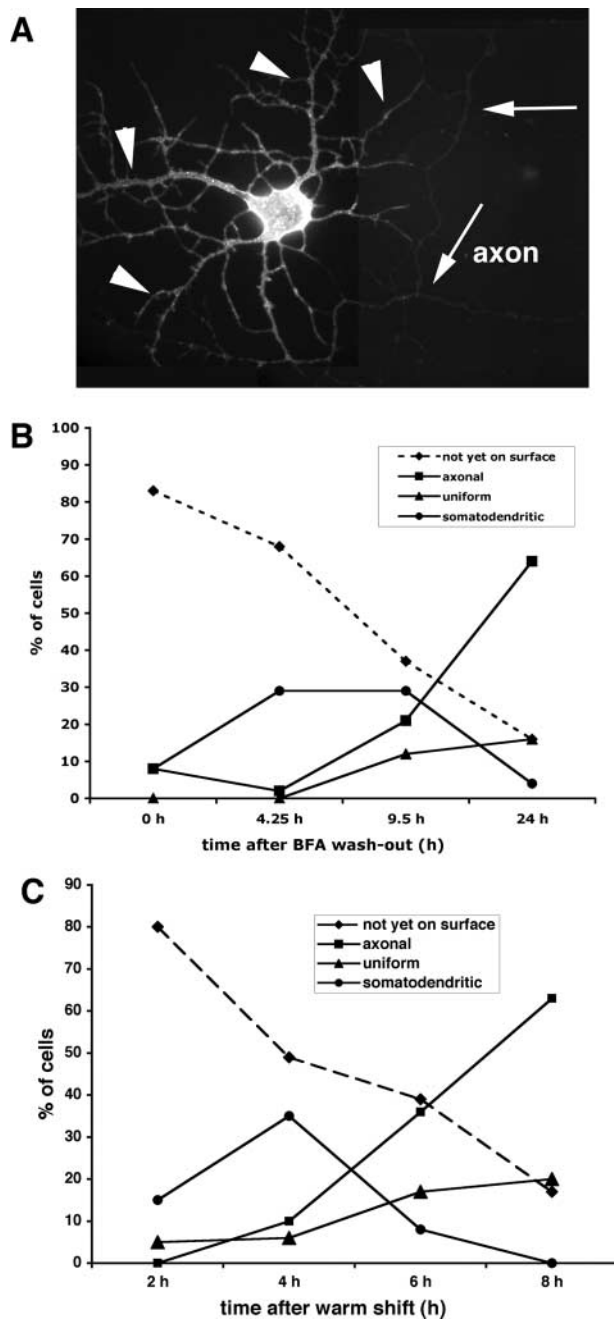 A
axon
B
100
90
80
70
60
50
40
30
20
10
0
% of cells
not yet on surface
axonal
uniform
somatodendritic
0 h 4.25 h 9.5 h 24 h
time after BFA wash-out (h)
C
90
80
70
60
50
40
30
20
10
0
% of cells
not yet on surface
axonal
uniform
somatodendritic
2 h 4 h 6 h 8 h
time after warm shift (h)